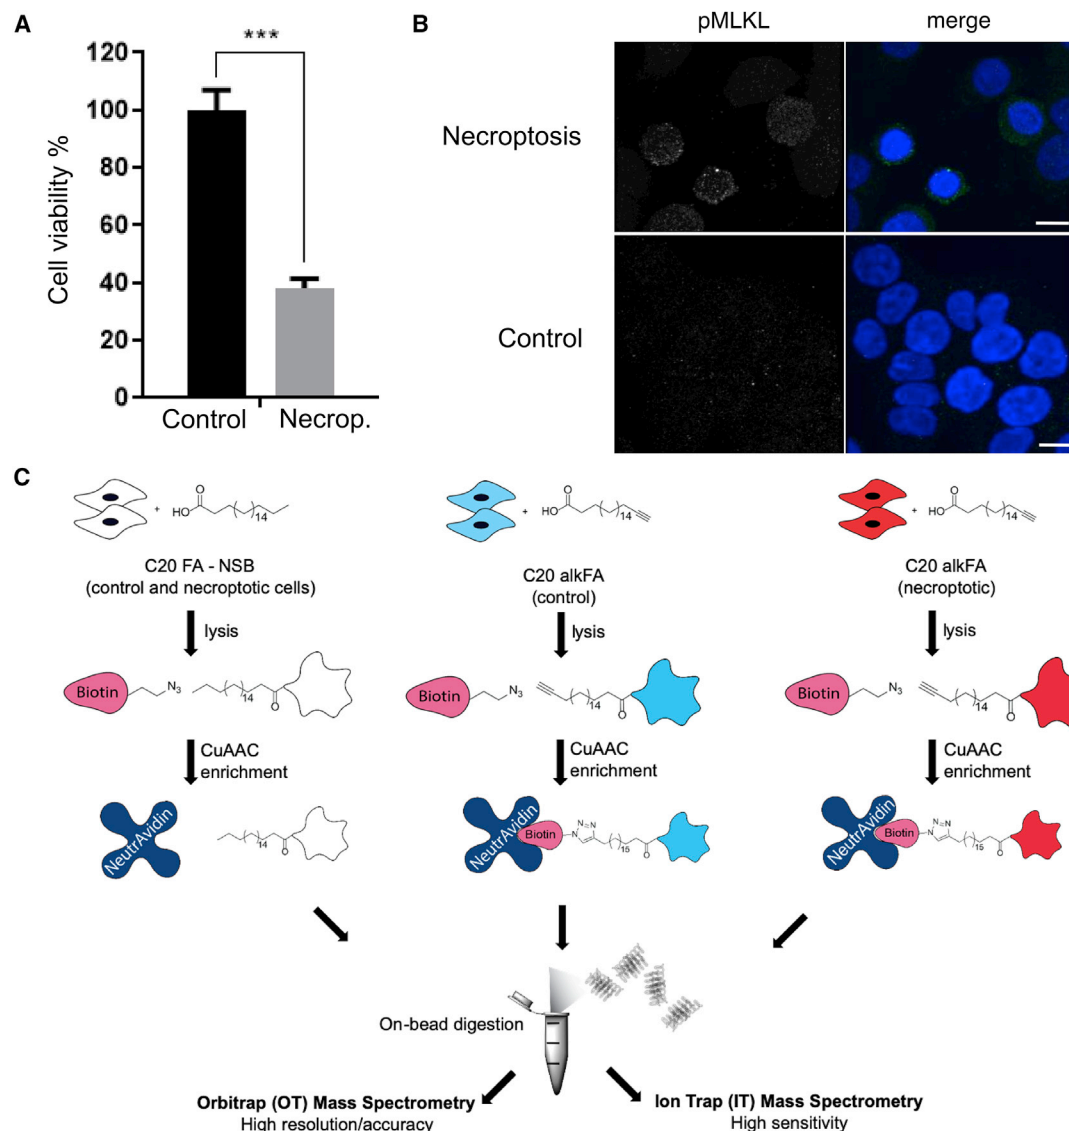 A
120
100
80
60
40
20
0
Cell viability %
***
Control
Necrop.
B
pMLKL
merge
Necroptosis
Control
C
+
HO
O
14
C20 FA - NSB
(control and necroptotic cells)
lysis
Biotin
N3
14
O
CuAAC
enrichment
NeutrAvidin
14
O
+
HO
O
14
C20 alkFA
(control)
lysis
Biotin
N3
14
O
CuAAC
enrichment
NeutrAvidin
Biotin
N
N=N
15
O
+
HO
O
14
C20 alkFA
(necroptotic)
lysis
Biotin
N3
14
O
CuAAC
enrichment
NeutrAvidin
Biotin
N
N=N
15
O
On-bead digestion
Orbitrap (OT) Mass Spectrometry
High resolution/accuracy
Ion Trap (IT) Mass Spectrometry
High sensitivity